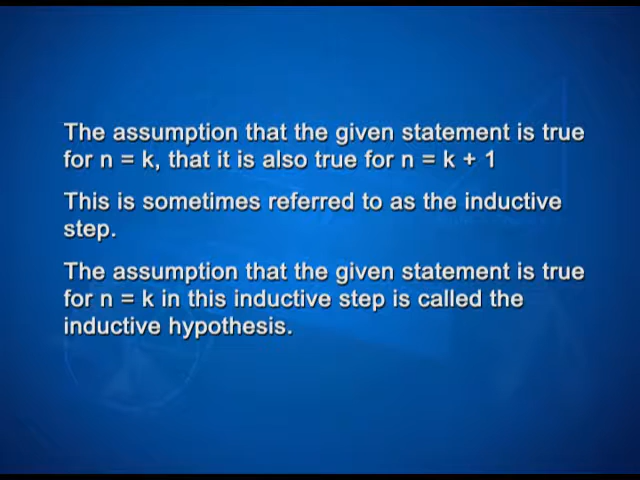 The assumption that the given statement is true
for n = k, that it is also true for n = k + 1
This is sometimes referred to as the inductive
step.
The assumption that the given statement is true
for n = k in this inductive step is called the
inductive hypothesis.